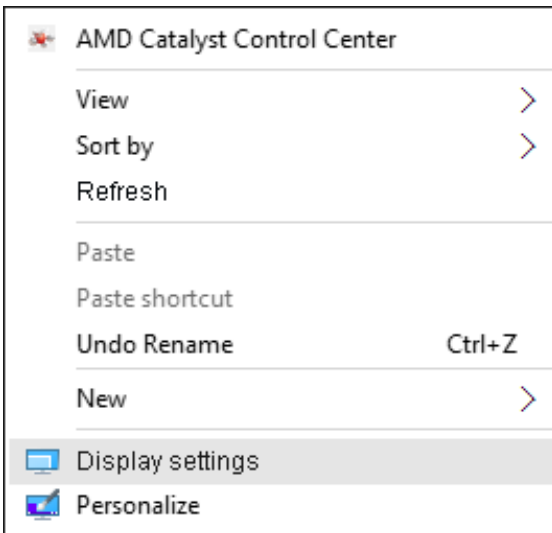 AMD Catalyst Control Center
View
Sort by
Refresh
Paste
Paste shortcut
Undo Rename Ctrl+Z
New
Display settings
Personalize